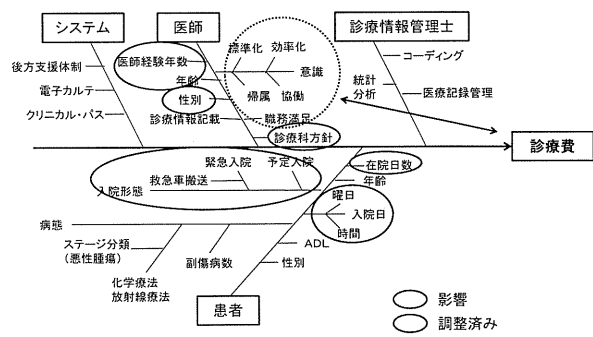 システム
医師
診療情報管理士
後方支援体制
電子カルテ
クリニカル・パス
医師経験年数
年齢
性別
診療情報記載
標準化
効率化
意識
帰属
協働
職務満足
診療科方針
コーディング
統計
分析
医療記録管理
診療費
緊急入院
予定入院
救急車搬送
入院形態
在院日数
年齢
曜日
入院日
時間
ADL
性別
病態
ステージ分類
(悪性腫瘍)
化学療法
放射線療法
副傷病数
患者
影響
調整済み